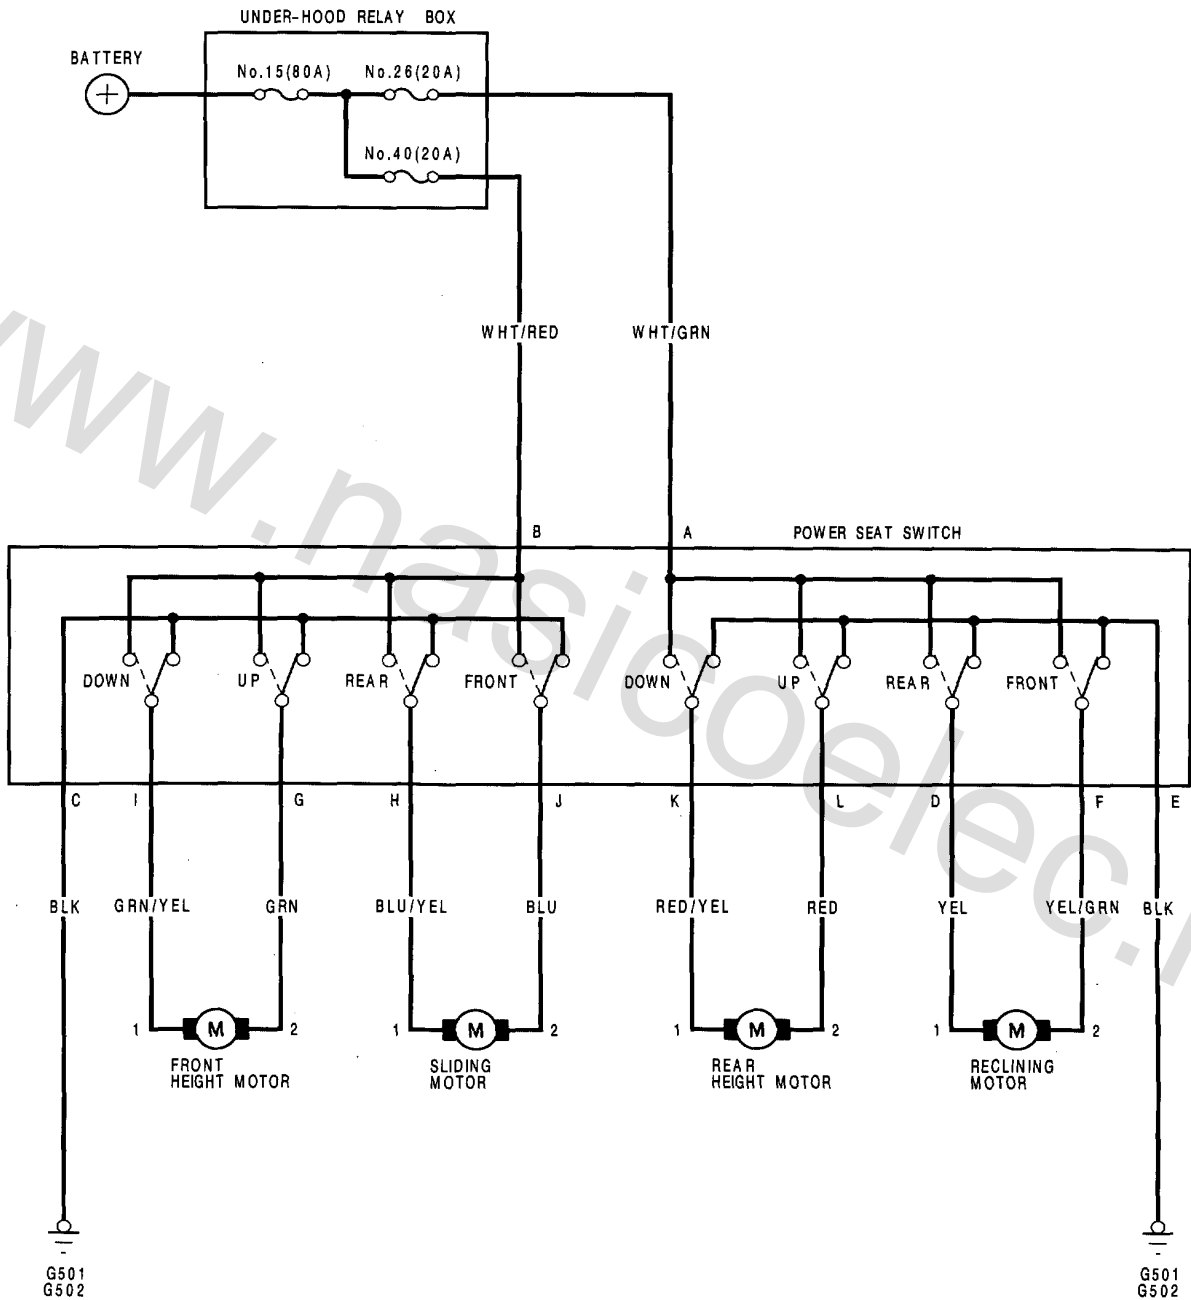 UNDER-HOOD RELAY BOX
BATTERY
No.15(80A) No.26(20A)
+
No.40(20A)
WHT/RED WHT/GRN
www.nasicoelec.
B A POWER SEAT SWITCH
DOWN UP REAR FRONT DOWN UP REAR FRONT
C I G H J K L D F E
BLK GRN/YEL GRN BLU/YEL BLU RED/YEL RED YEL YEL/GRN BLK
1 M 2 1 M 2 1 M 2 1 M 2
FRONT
HEIGHT MOTOR
SLIDING
MOTOR
REAR
HEIGHT MOTOR
RECLINING
MOTOR
G501
G502
G501
G502